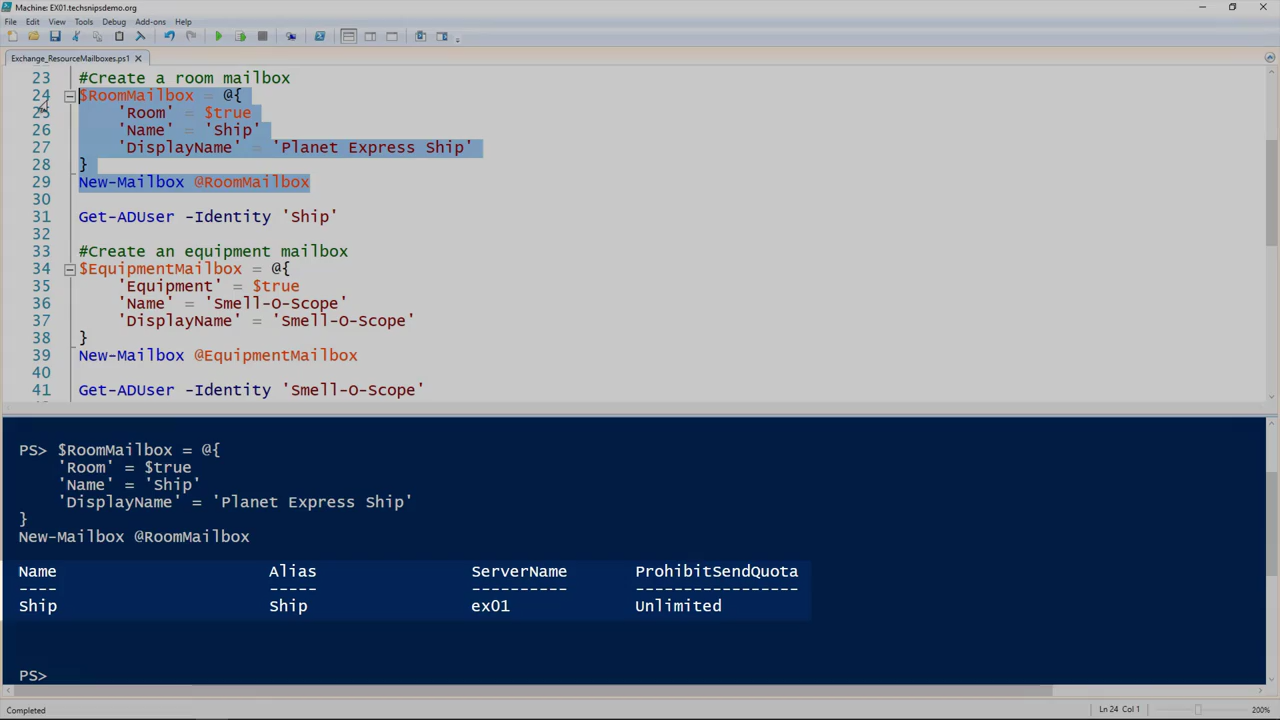 Machine: EX01.techsnipsdemo.org
File Edit View Tools Debug Add-ons Help
Exchange_ResourceMailboxes.ps1
23 #Create a room mailbox
24 $RoomMailbox = @{
25 'Room' = $true
26 'Name' = 'Ship'
27 'DisplayName' = 'Planet Express Ship'
28 }
29 New-Mailbox @RoomMailbox
30
31 Get-ADUser -Identity 'Ship'
32
33 #Create an equipment mailbox
34 $EquipmentMailbox = @{
35 'Equipment' = $true
36 'Name' = 'Smell-O-Scope'
37 'DisplayName' = 'Smell-O-Scope'
38 }
39 New-Mailbox @EquipmentMailbox
40
41 Get-ADUser -Identity 'Smell-O-Scope'
PS> $RoomMailbox = @{
'Room' = $true
'Name' = 'Ship'
'DisplayName' = 'Planet Express Ship'
}
New-Mailbox @RoomMailbox
Name Alias ServerName ProhibitSendQuota
---- ----- ---------- -----------------
Ship Ship ex01 Unlimited
PS>
Completed Ln 24 Col 1 200%